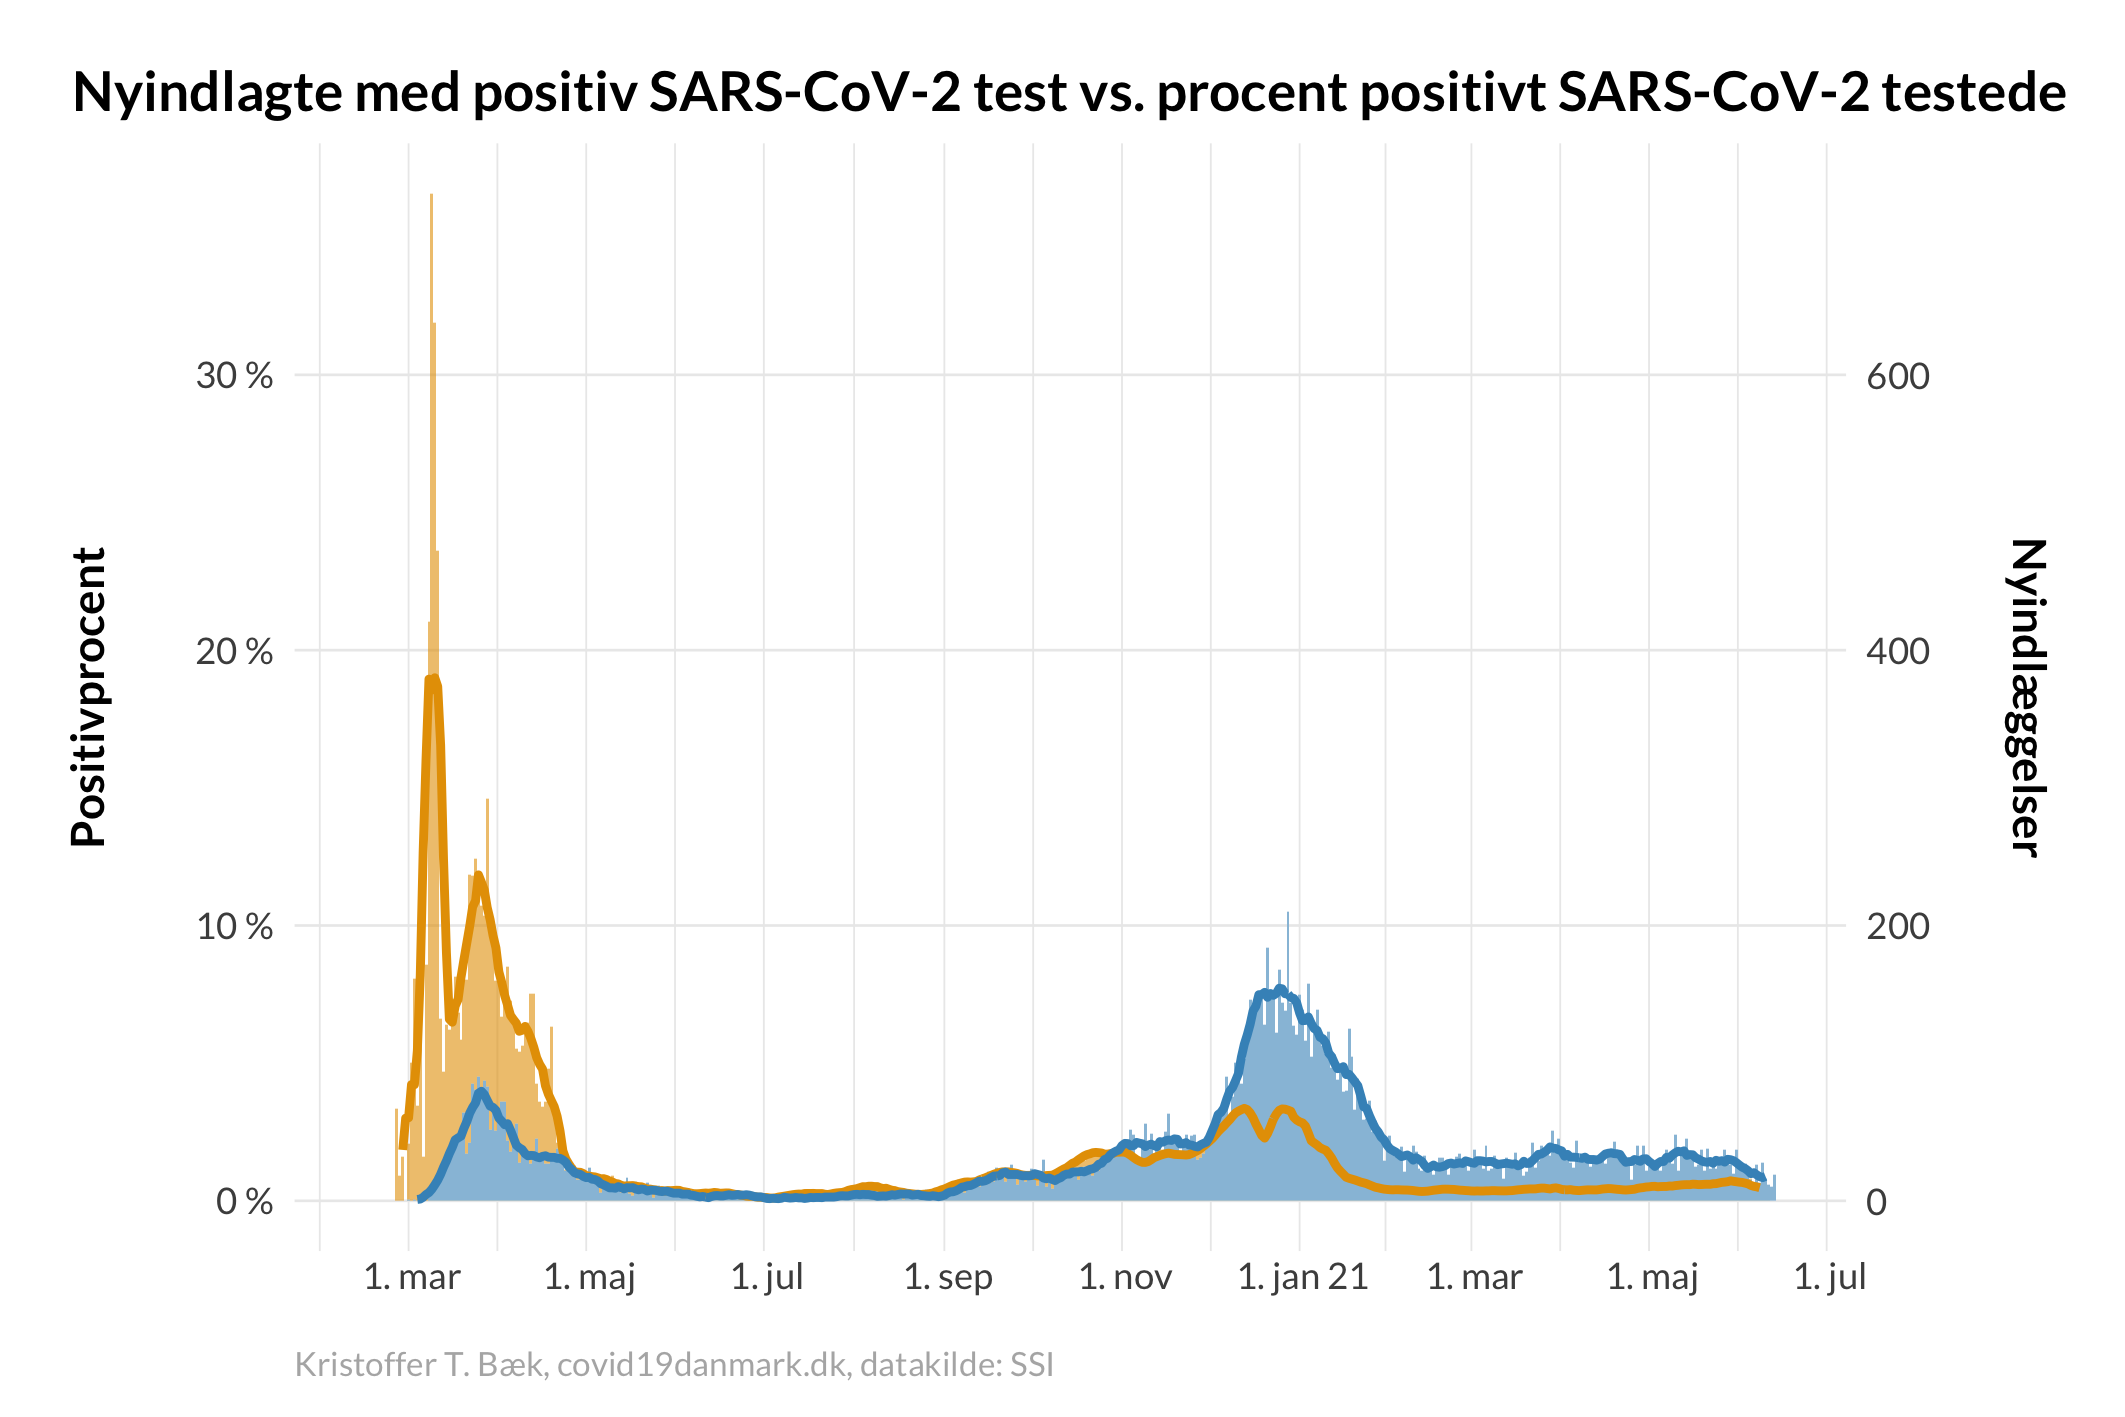 Nyindlagte med positiv SARS-CoV-2 test vs. procent positivt SARS-CoV-2 testede
30 %
20 %
10 %
0 %
Positivprocent
600
400
200
0
Nyindlæggelser
1. mar
1. maj
1. jul
1. sep
1. nov
1. jan 21
1. mar
1. maj
1. jul
Kristoffer T. Bæk, covid19danmark.dk, datakilde: SSI